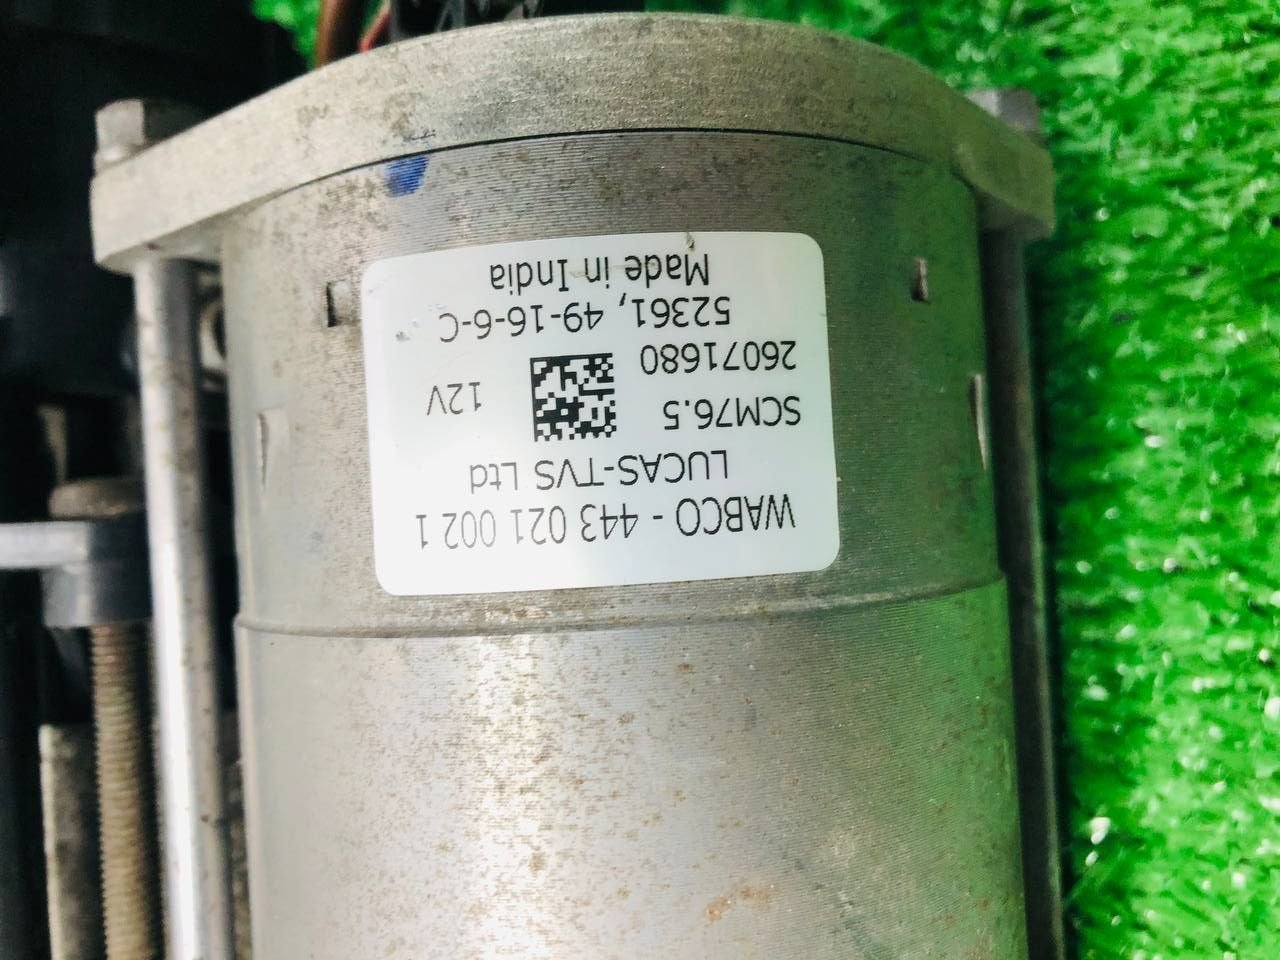 WABCO - 443 021 002 1
LUCAS-TVS Ltd
SCM76.5
12V
26071680
52361, 49-16-6-C
Made in India